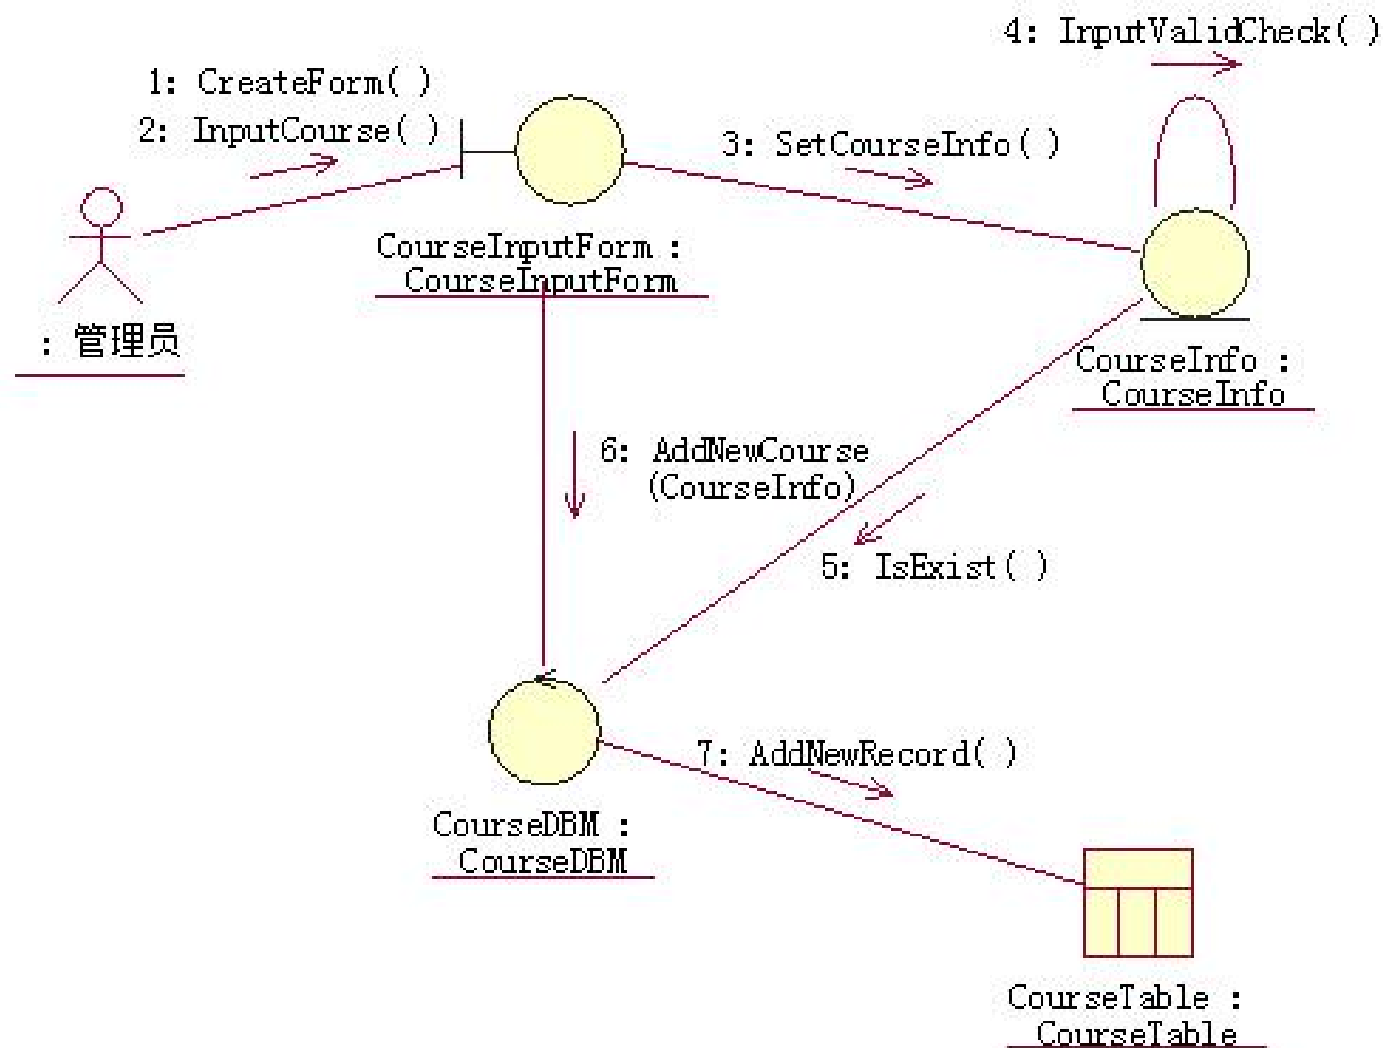 4: InputValidCheck( )
1: CreateForm( )
2: InputCourse( )
3: SetCourseInfo( )
CourseInputForm :
CourseInputForm
: 管理员
CourseInfo :
CourseInfo
6: AddNewCourse
(CourseInfo)
5: IsExist( )
7: AddNewRecord( )
CourseDBM :
CourseDBM
CourseTable :
CourseTable